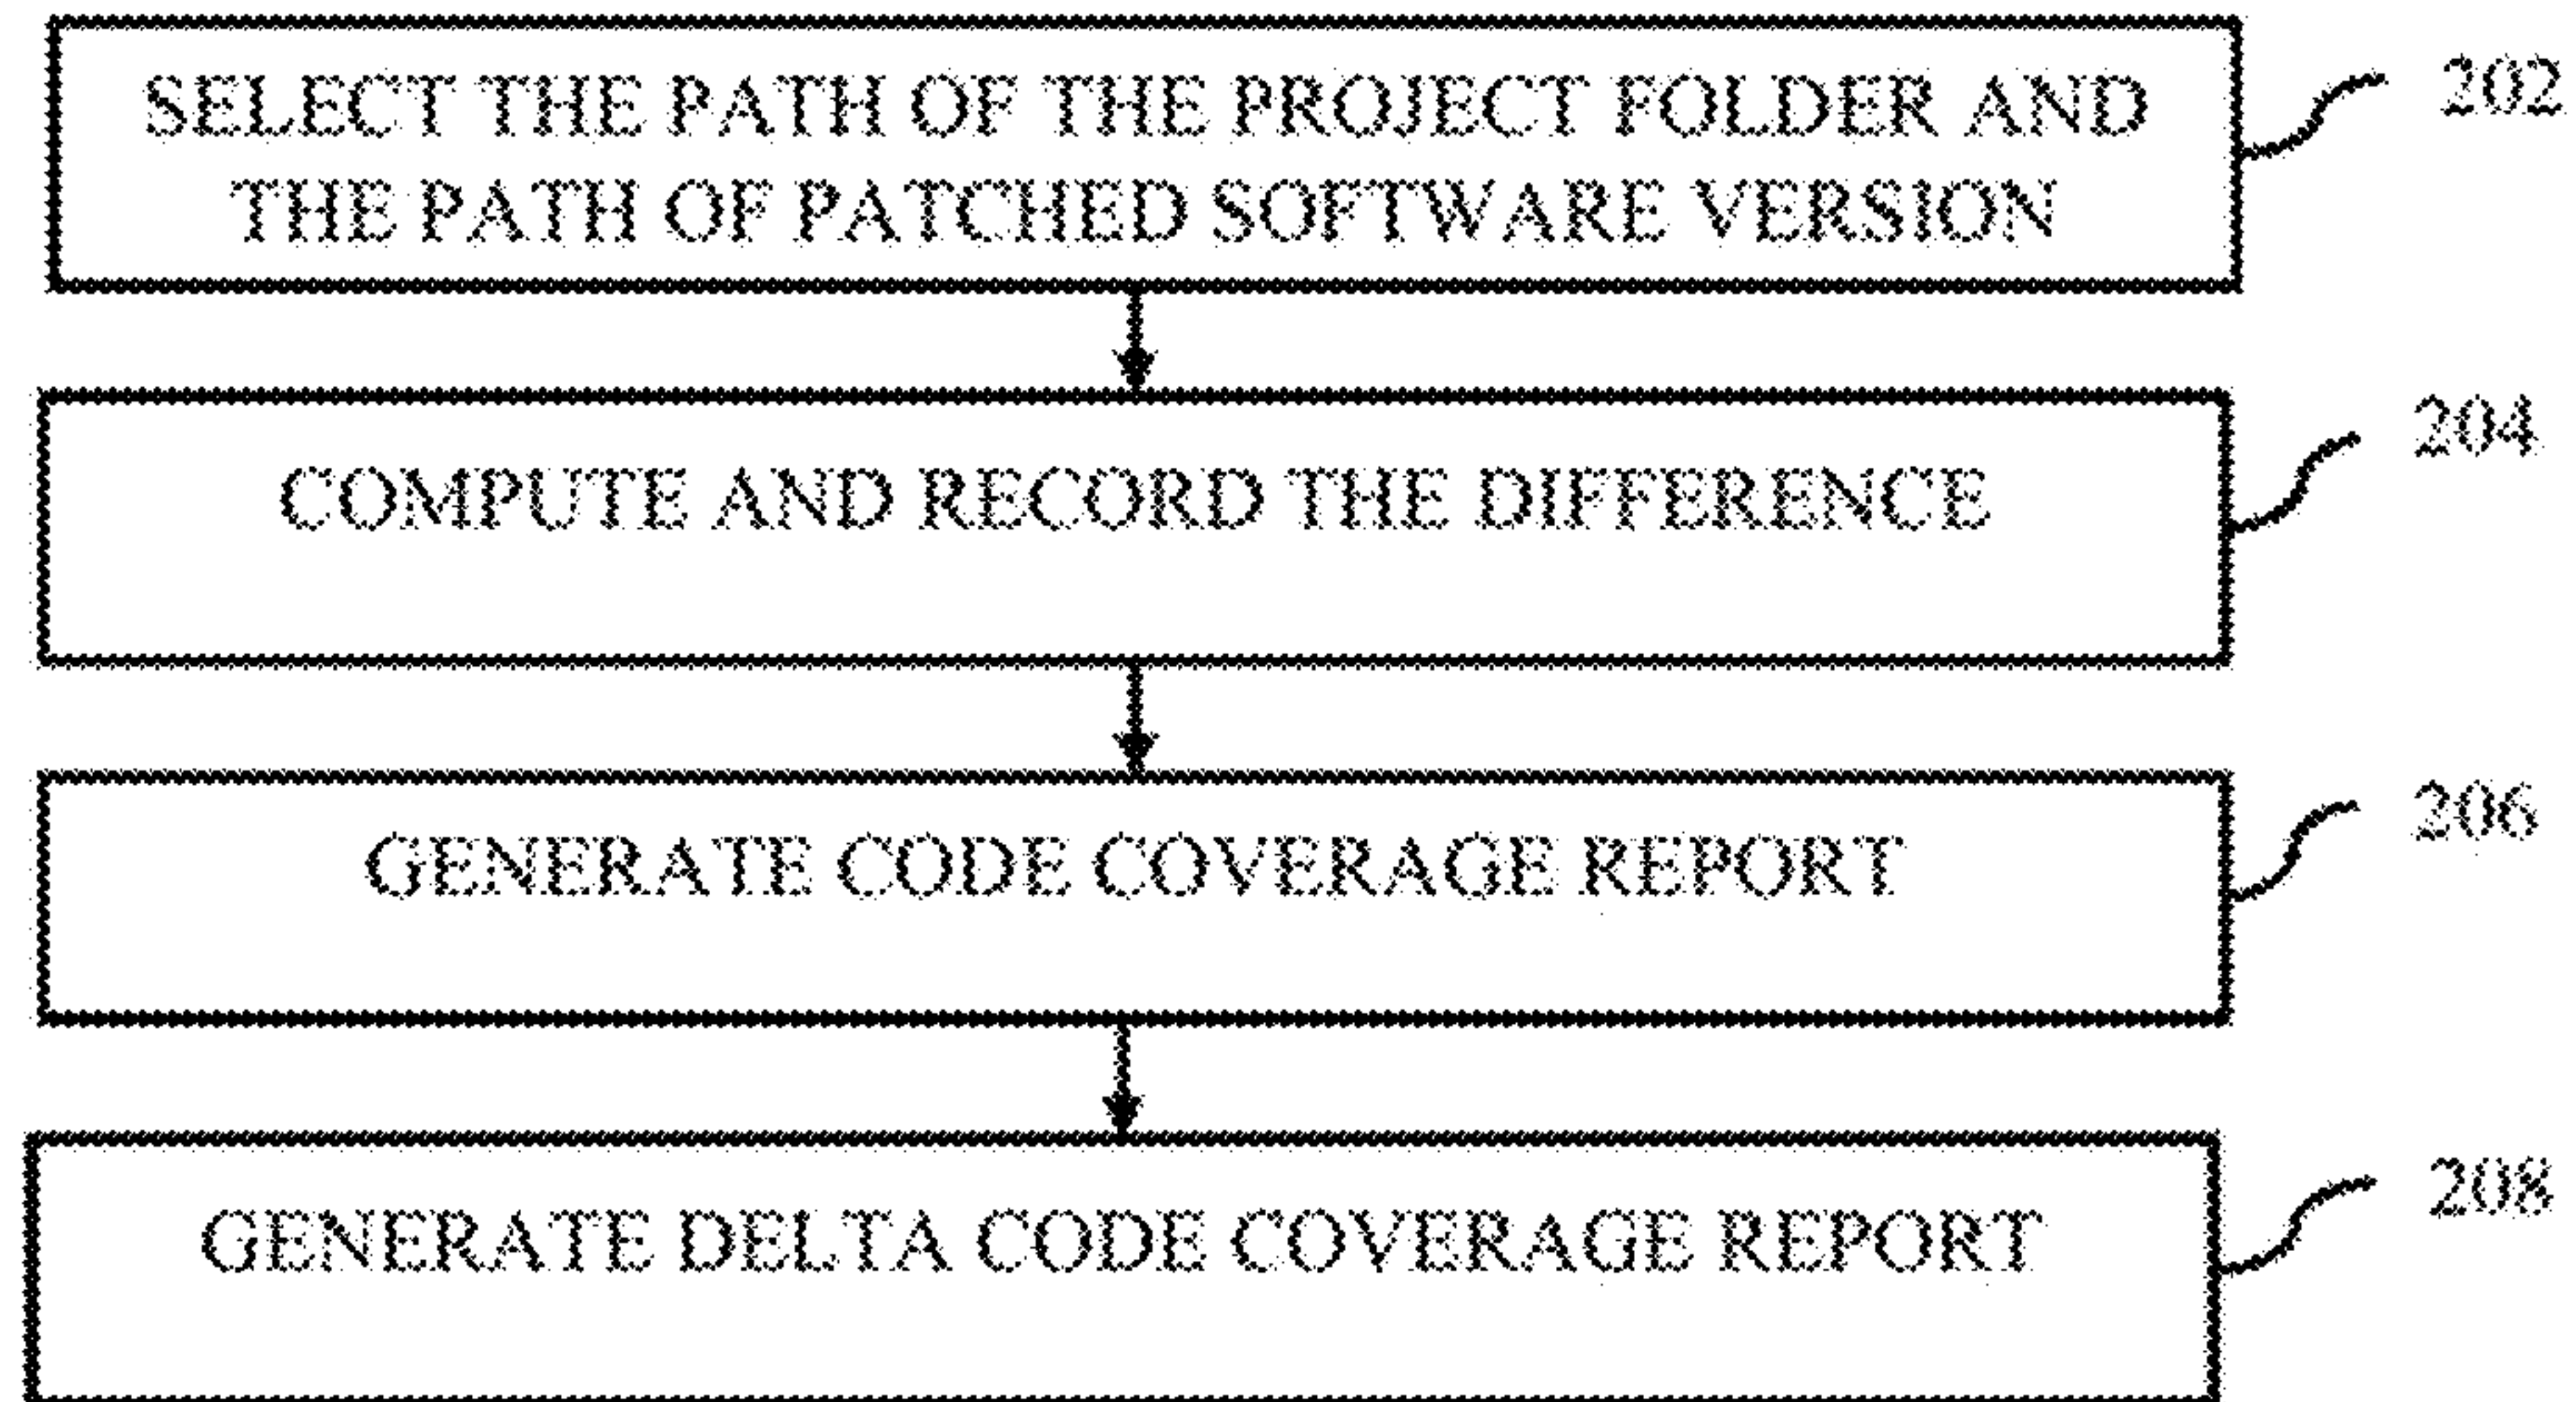 SELECT THE PATH OF THE PROJECT FOLDER AND
THE PATH OF PATCHED SOFTWARE VERSION
202
COMPUTE AND RECORD THE DIFFERENCE
204
GENERATE CODE COVERAGE REPORT
206
GENERATE DELTA CODE COVERAGE REPORT
208